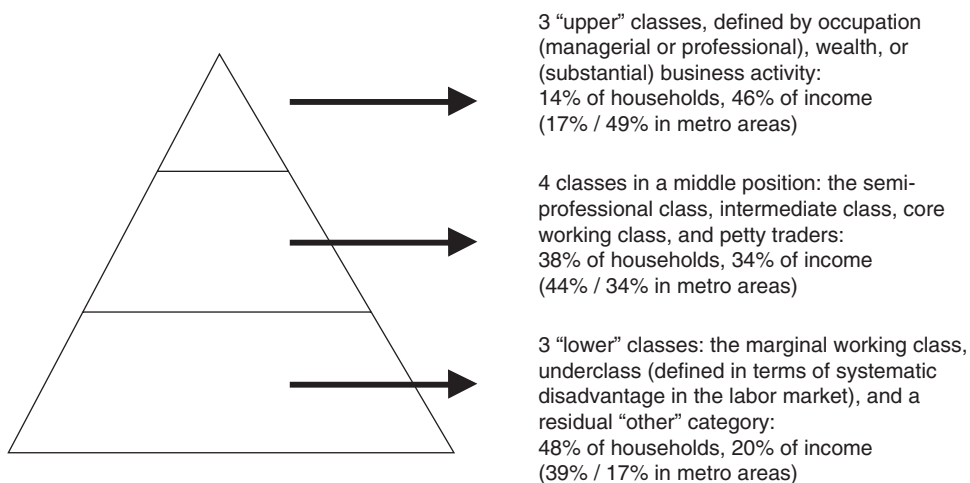 3 “upper” classes, defined by occupation
(managerial or professional), wealth, or
(substantial) business activity:
14% of households, 46% of income
(17% / 49% in metro areas)
4 classes in a middle position: the semi-
professional class, intermediate class, core
working class, and petty traders:
38% of households, 34% of income
(44% / 34% in metro areas)
3 “lower” classes: the marginal working class,
underclass (defined in terms of systematic
disadvantage in the labor market), and a
residual “other” category:
48% of households, 20% of income
(39% / 17% in metro areas)